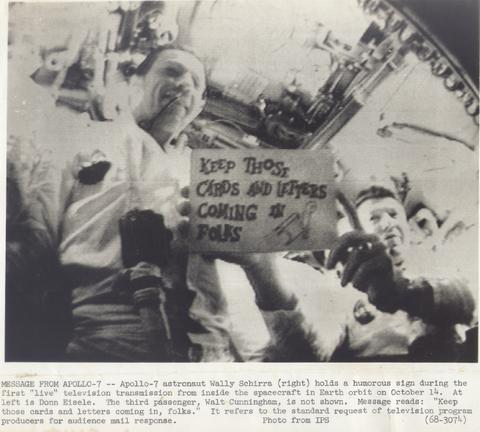 KEEP THOSE
CARDS AND LETTERS
COMING IN
FOLKS
MESSAGE FROM APOLLO-7 -- Apollo-7 astronaut Wally Schirra (right) holds a humorous sign during the
first "live" television transmission from inside the spacecraft in Earth orbit on October 14. At
left is Donn Eisele. The third passenger, Walt Cunningham, is not shown. Message reads: "Keep
those cards and letters coming in, folks." It refers to the standard request of television program
producers for audience mail response. Photo from IPS (68-3074)